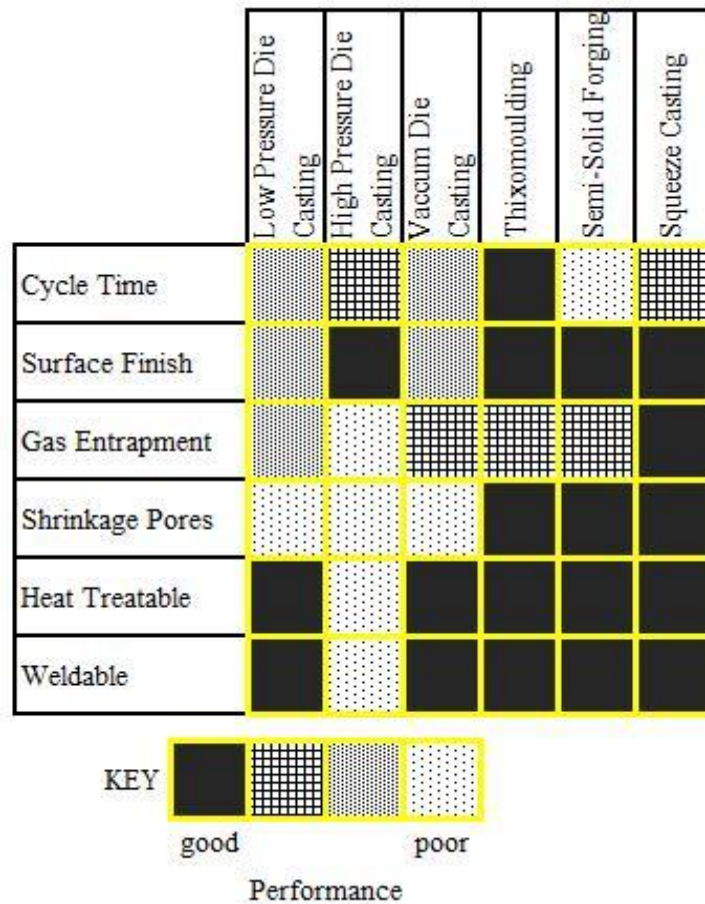 Low Pressure Die
Casting
High Pressure Die
Casting
Vaccum Die
Casting
Thixomoulding
Semi-Solid Forging
Squeeze Casting
Cycle Time
Surface Finish
Gas Entrapment
Shrinkage Pores
Heat Treatable
Weldable
KEY
good
poor
Performance